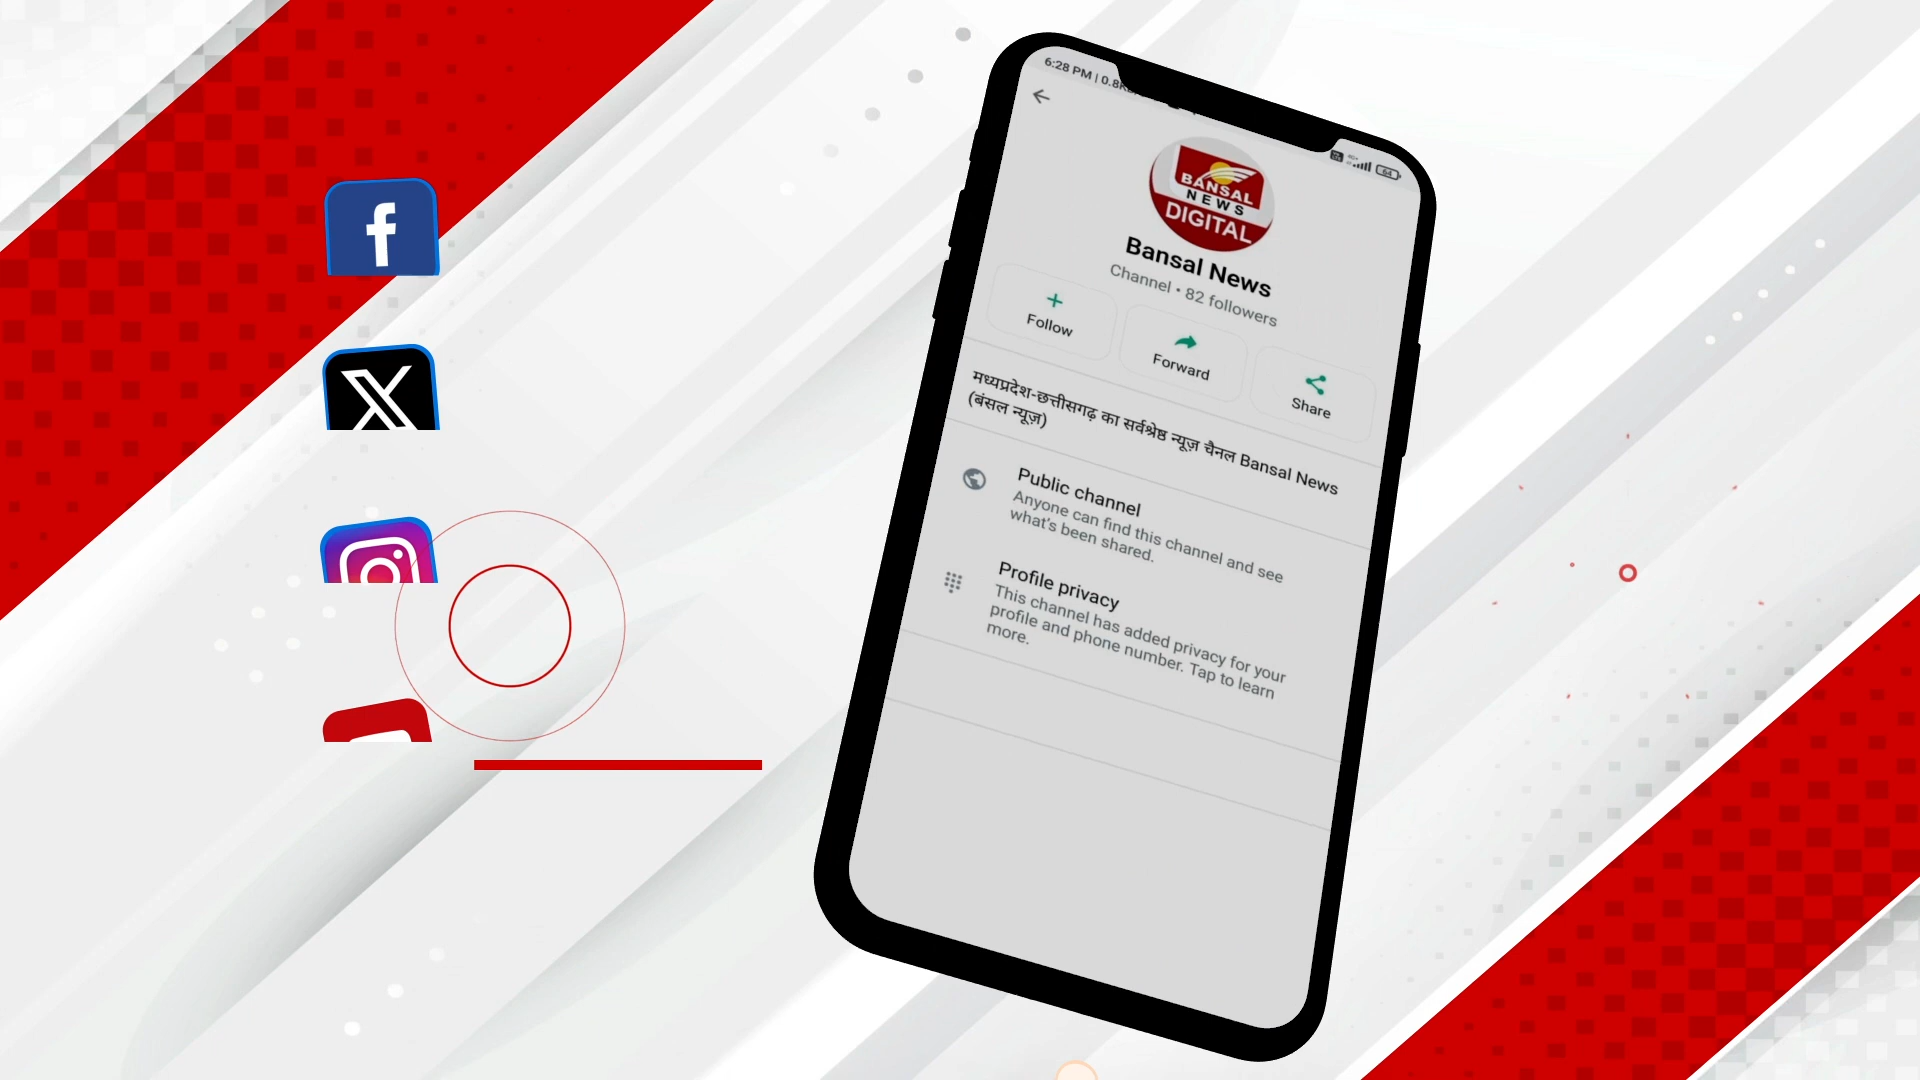 6:28 PM | 0.8K
BANSAL
NEWS
DIGITAL
Bansal News
Channel • 82 followers
Follow
Forward
Share
मध्यप्रदेश-छत्तीसगढ़ का सर्वश्रेष्ठ न्यूज़ चैनल Bansal News
(बंसल न्यूज़)
Public channel
Anyone can find this channel and see
what's been shared.
Profile privacy
This channel has added privacy for your
profile and phone number. Tap to learn
more.